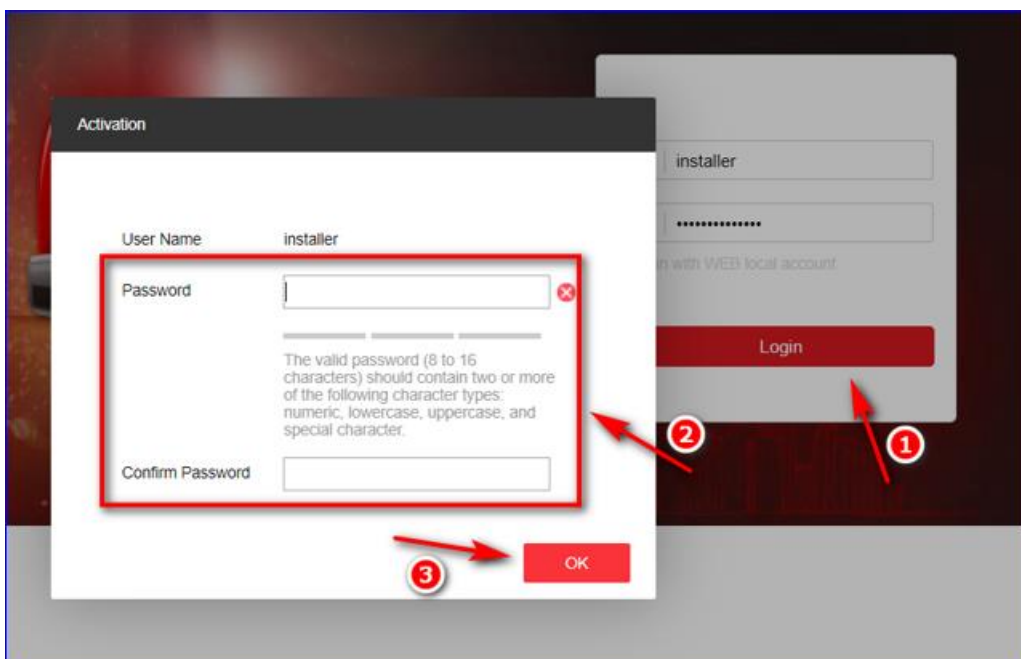 Activation
installer
User Name installer
••••••••••••••
n with WEB local account
Password
Login
The valid password (8 to 16
characters) should contain two or more
of the following character types:
numeric, lowercase, uppercase, and
special character.
2
1
Confirm Password
3
OK